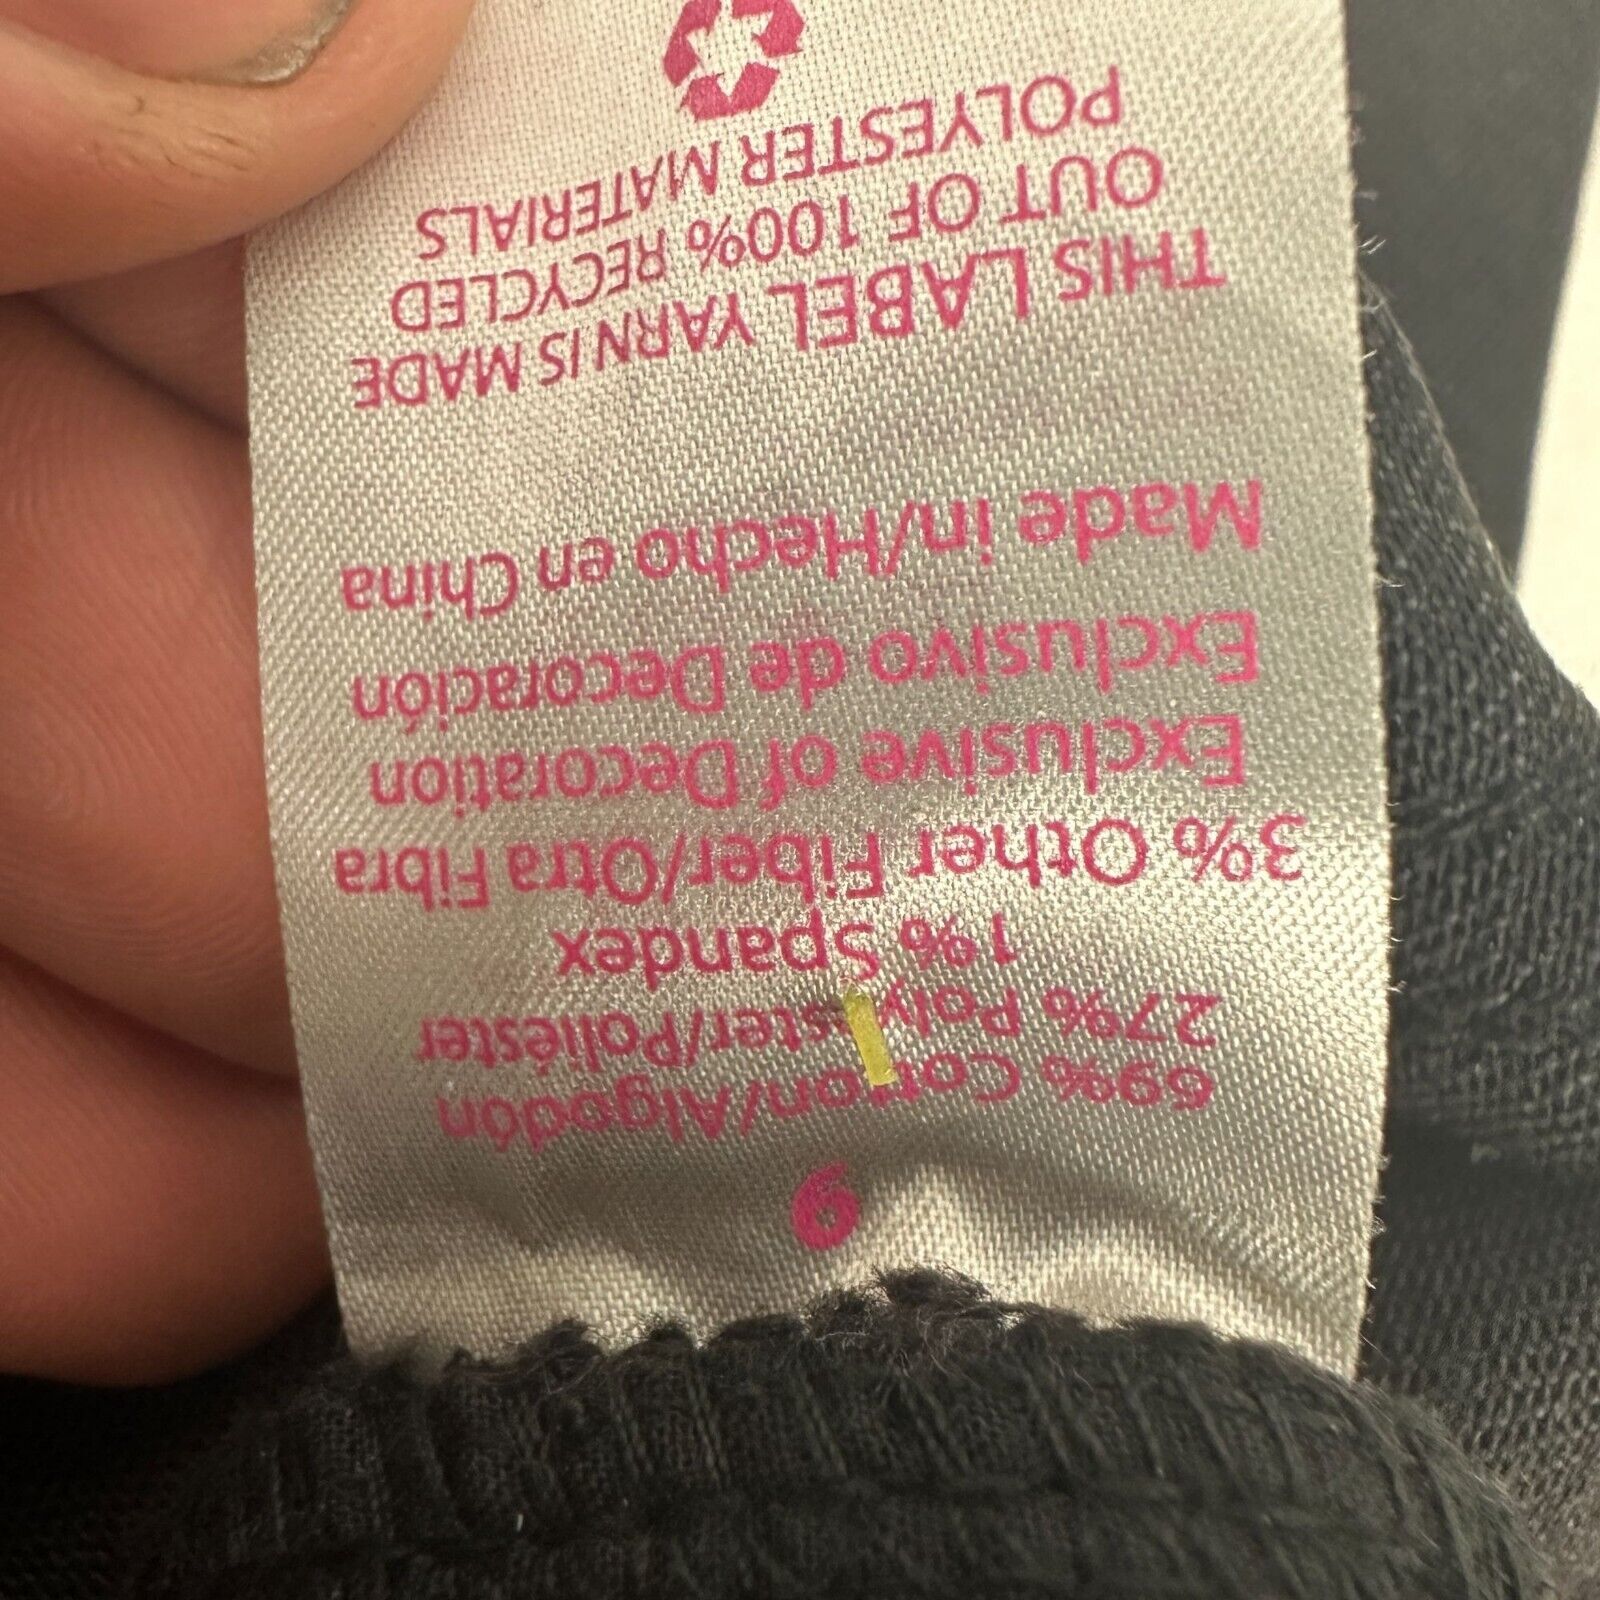 9
69% Cotton/Algodón
27% Polyester/Poliéster
1% Spandex
3% Other Fiber/Otra Fibra
Exclusive of Decoration
Exclusivo de Decoración
Made in/Hecho en China
THIS LABEL YARN IS MADE
OUT OF 100% RECYCLED
POLYESTER MATERIALS